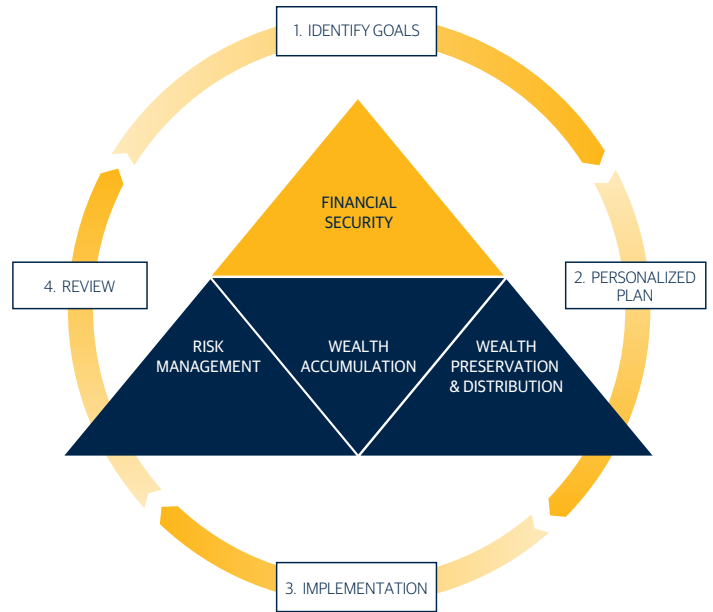 1. IDENTIFY GOALS
FINANCIAL
SECURITY
4. REVIEW
2. PERSONALIZED
PLAN
RISK
MANAGEMENT
WEALTH
ACCUMULATION
WEALTH
PRESERVATION
& DISTRIBUTION
3. IMPLEMENTATION